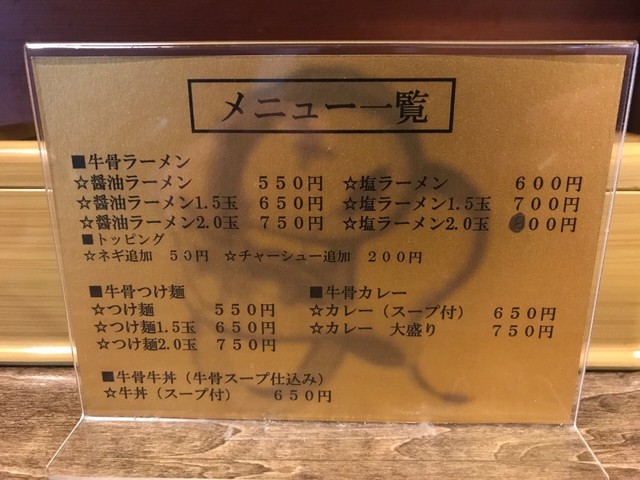 メニュー一覧
■牛骨ラーメン
☆醤油ラーメン 550円 ☆塩ラーメン 600円
☆醤油ラーメン1.5玉 650円 ☆塩ラーメン1.5玉 700円
☆醤油ラーメン2.0玉 750円 ☆塩ラーメン2.0玉 00円
■トッピング
☆ネギ追加 50円 ☆チャーシュー追加 200円
■牛骨つけ麺 ■牛骨カレー
☆つけ麺 550円 ☆カレー(スープ付) 650円
☆つけ麺1.5玉 650円 ☆カレー 大盛り 750円
☆つけ麺2.0玉 750円
■牛骨牛丼(牛骨スープ仕込み)
☆牛丼(スープ付) 650円